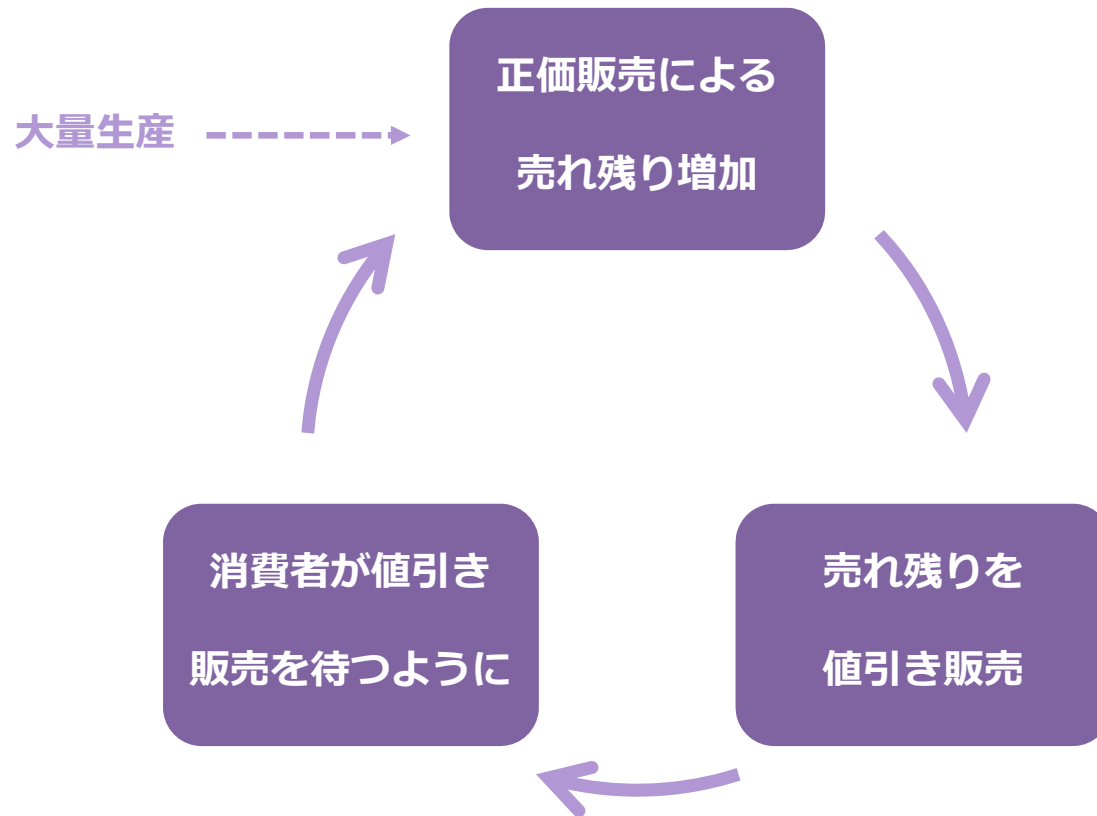 正価販売による
売れ残り増加
大量生産
消費者が値引き
販売を待つように
売れ残りを
値引き販売